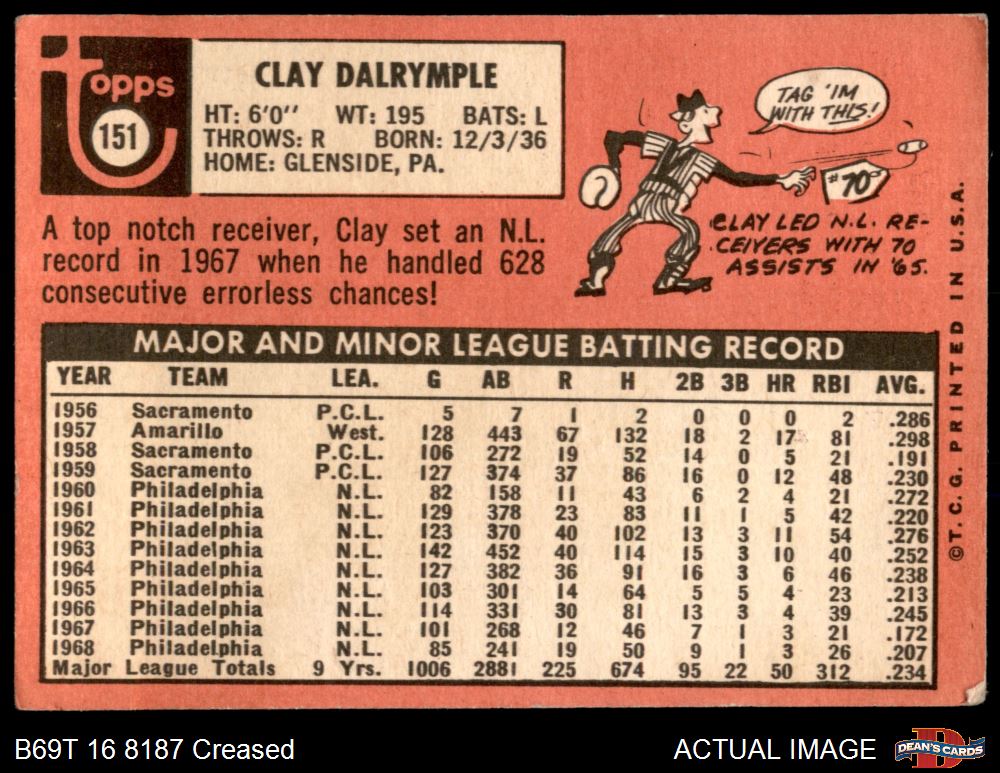 topps
151
CLAY DALRYMPLE
HT: 6'0" WT: 195 BATS: L
THROWS: R BORN: 12/3/36
HOME: GLENSIDE, PA.
TAG 'IM
WITH THIS!
#70
CLAY LED N.L. RE-
CEIVERS WITH 70
ASSISTS IN '65.
A top notch receiver, Clay set an N.L.
record in 1967 when he handled 628
consecutive errorless chances!
MAJOR AND MINOR LEAGUE BATTING RECORD
YEAR TEAM LEA. G AB R H 2B 3B HR RBI AVG.
1956 Sacramento P.C.L. 5 7 1 2 0 0 0 2 .286
1957 Amarillo West. 128 443 67 132 18 2 17 81 .298
1958 Sacramento P.C.L. 106 272 19 52 14 0 5 21 .191
1959 Sacramento P.C.L. 127 374 37 86 16 0 12 48 .230
1960 Philadelphia N.L. 82 158 11 43 6 2 4 21 .272
1961 Philadelphia N.L. 129 378 23 83 11 1 5 42 .220
1962 Philadelphia N.L. 123 370 40 102 13 3 11 54 .276
1963 Philadelphia N.L. 142 452 40 114 15 3 10 40 .252
1964 Philadelphia N.L. 127 382 36 91 16 3 6 46 .238
1965 Philadelphia N.L. 103 301 14 64 5 5 4 23 .213
1966 Philadelphia N.L. 114 331 30 81 13 3 4 39 .245
1967 Philadelphia N.L. 101 268 12 46 7 1 3 21 .172
1968 Philadelphia N.L. 85 241 19 50 9 1 3 26 .207
Major League Totals 9 Yrs. 1006 2881 225 674 95 22 50 312 .234
©T.C.G. PRINTED IN U.S.A.
B69T 16 8187 Creased
ACTUAL IMAGE
D
DEAN'S CARDS